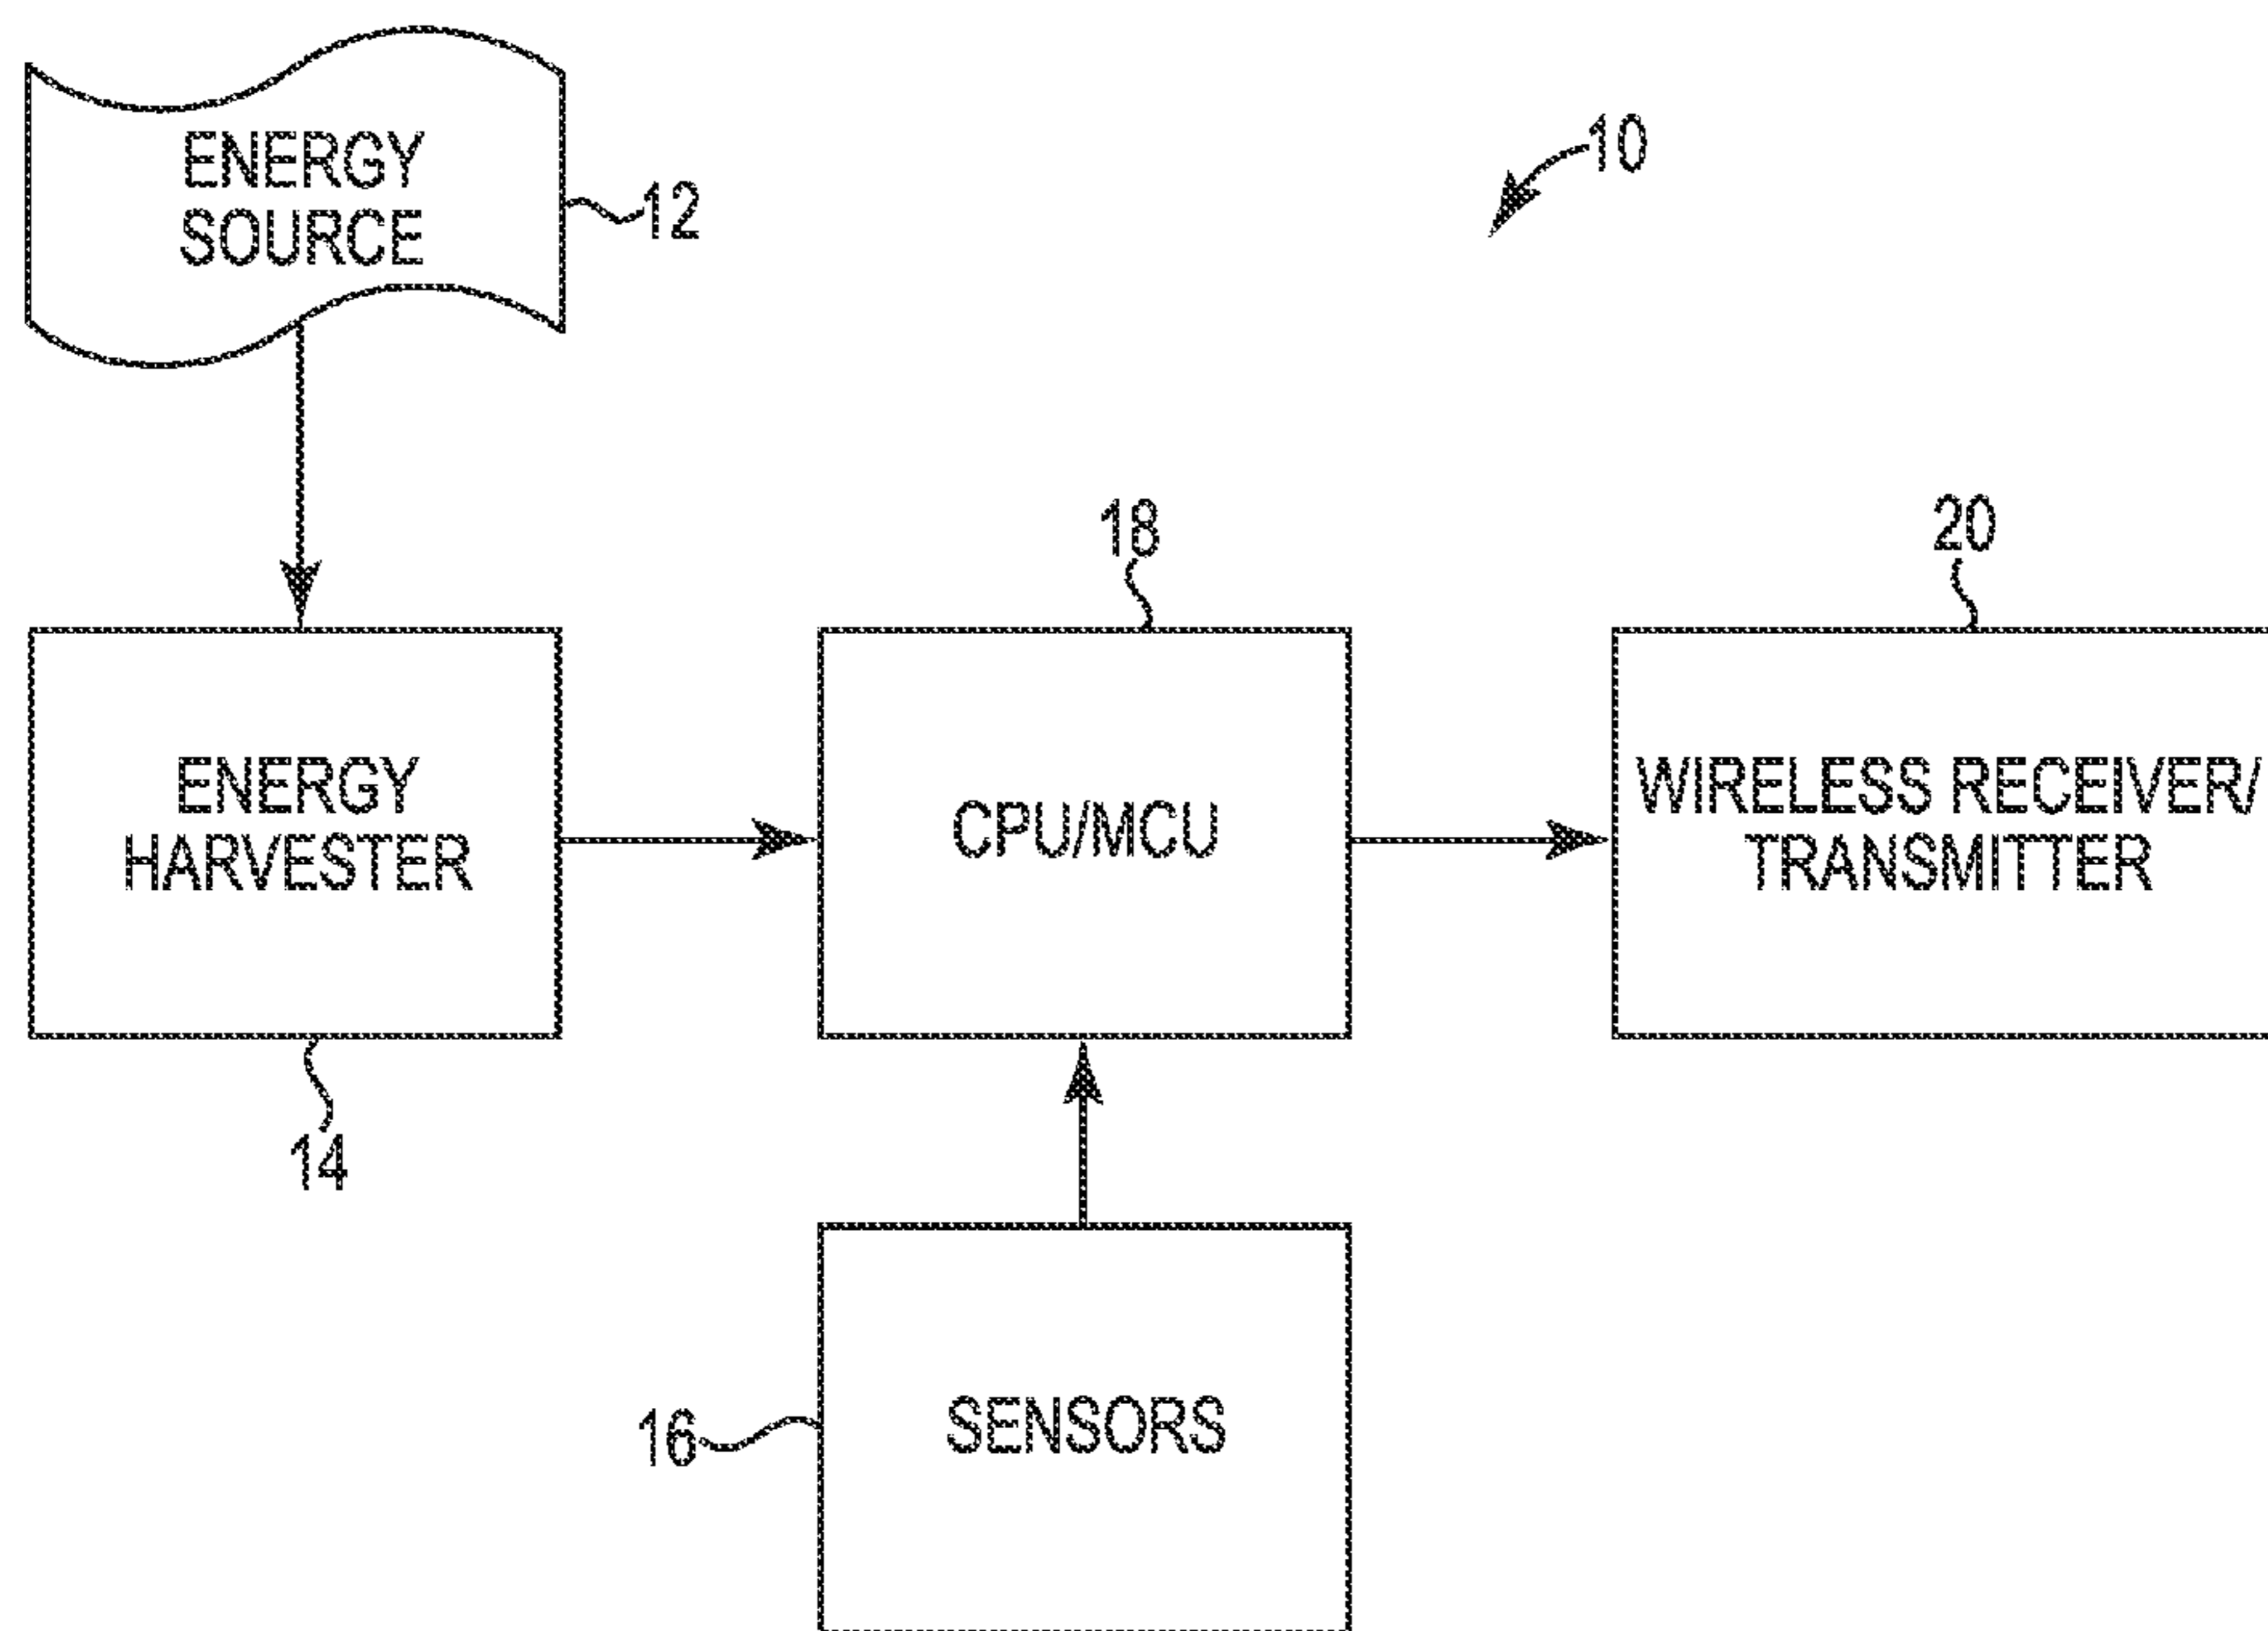 ENERGY
SOURCE
12
10
18
20
ENERGY
HARVESTER
CPU/MCU
WIRELESS RECEIVER/
TRANSMITTER
14
16
SENSORS